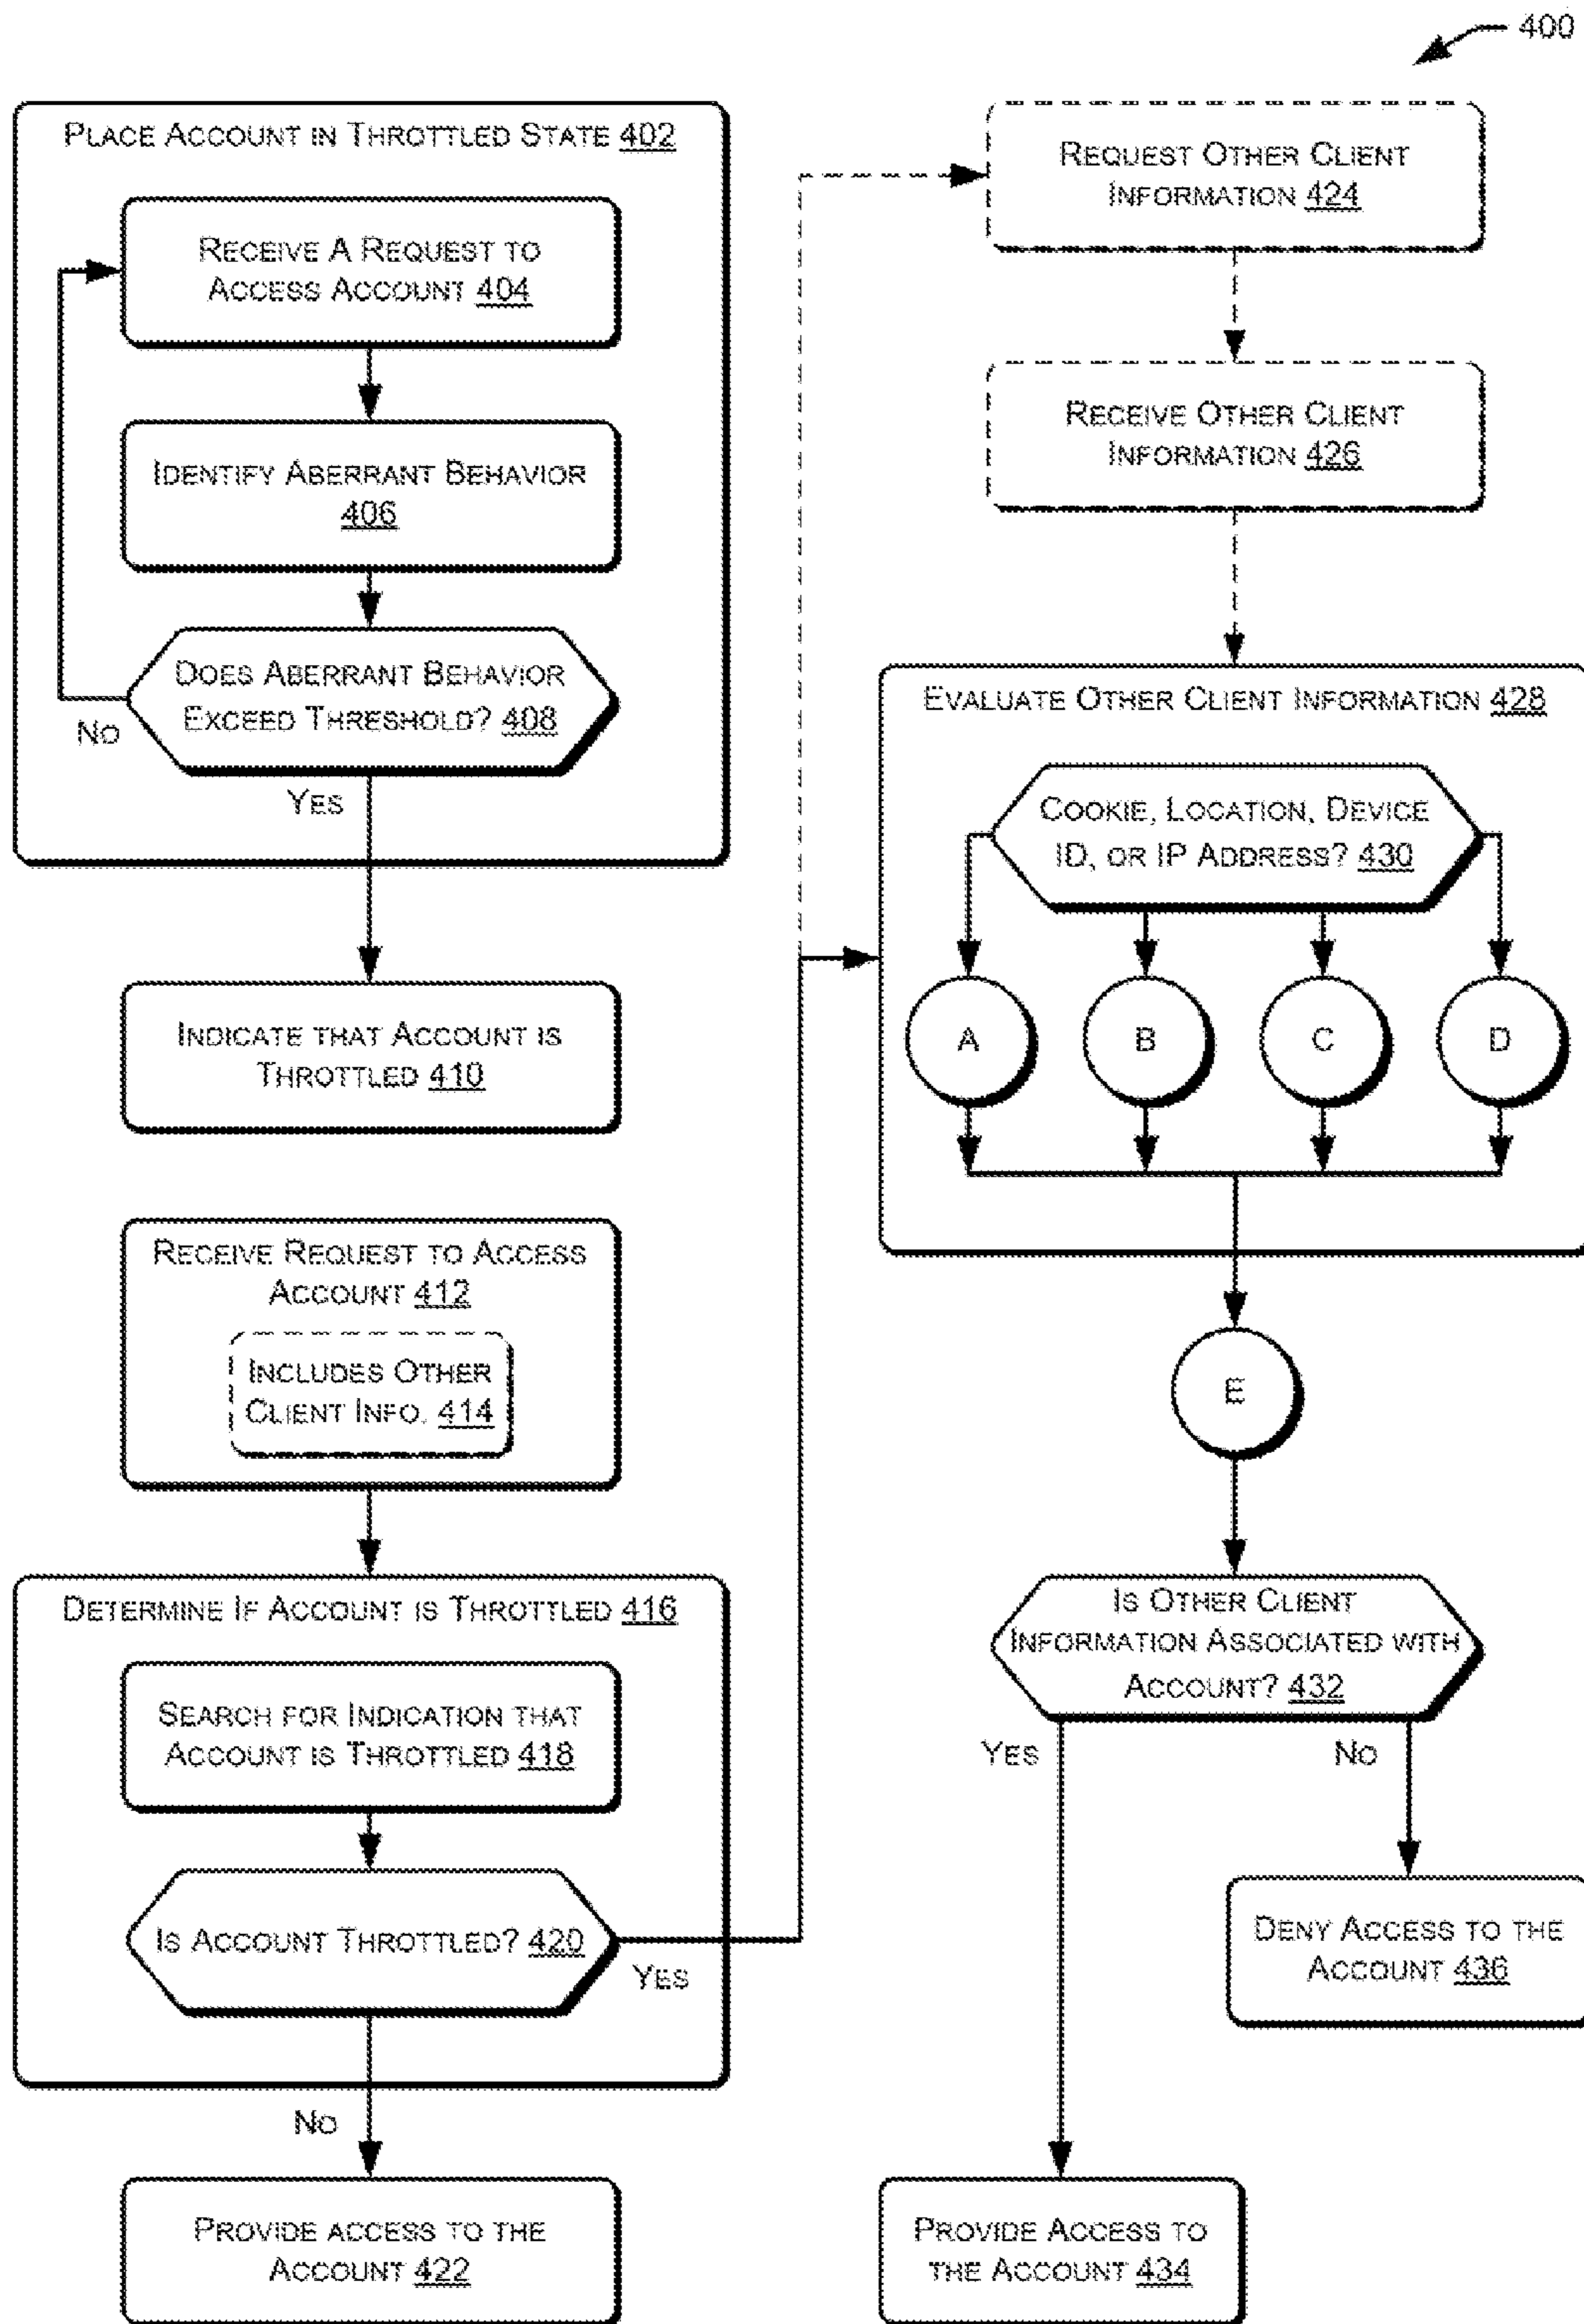 400
PLACE ACCOUNT IN THROTTLED STATE 402
RECEIVE A REQUEST TO
ACCESS ACCOUNT 404
IDENTIFY ABERRANT BEHAVIOR
406
DOES ABERRANT BEHAVIOR
EXCEED THRESHOLD? 408
NO
YES
INDICATE THAT ACCOUNT IS
THROTTLED 410
RECEIVE REQUEST TO ACCESS
ACCOUNT 412
INCLUDES OTHER
CLIENT INFO. 414
DETERMINE IF ACCOUNT IS THROTTLED 416
SEARCH FOR INDICATION THAT
ACCOUNT IS THROTTLED 418
IS ACCOUNT THROTTLED? 420
YES
NO
PROVIDE ACCESS TO THE
ACCOUNT 422
REQUEST OTHER CLIENT
INFORMATION 424
RECEIVE OTHER CLIENT
INFORMATION 426
EVALUATE OTHER CLIENT INFORMATION 428
COOKIE, LOCATION, DEVICE
ID, OR IP ADDRESS? 430
A B C D
E
IS OTHER CLIENT
INFORMATION ASSOCIATED WITH
ACCOUNT? 432
YES
NO
DENY ACCESS TO THE
ACCOUNT 436
PROVIDE ACCESS TO
THE ACCOUNT 434